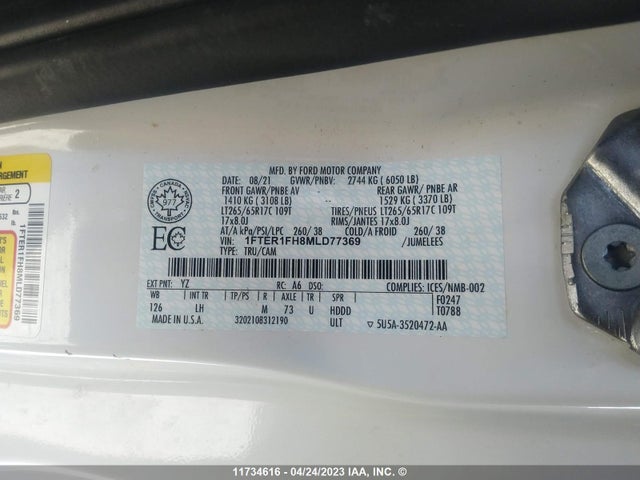 MFD. BY FORD MOTOR COMPANY
DATE: 08/21 GVWR/PNBV: 2744 KG ( 6050 LB)
FRONT GAWR/PNBE AV REAR GAWR/ PNBE AR
1410 KG ( 3108 LB) 1529 KG ( 3370 LB)
LT265/65R17C 109T TIRES/PNEUS LT265/65R17C 109T
17x8.0J RIMS/JANTES 17x8.0J
AT/A kPa/PSI/LPC 260/ 38 COLD/A FROID 260/ 38
VIN: 1FTER1FH8MLD77369 /JUMELEES
TYPE: TRU/CAM
CANADA
977
EC
EXT PNT: YZ RC: A6 DSO: COMPLIES: ICES/NMB-002
WB INT TR TP/PS R AXLE TR SPR F0247
126 LH M 73 U HDDD T0788
MADE IN U.S.A. 3202108312190 ULT 5U5A-3520472-AA
2
1FTER1FH8MLD77369
11734616 - 04/24/2023 IAA, Inc. ©